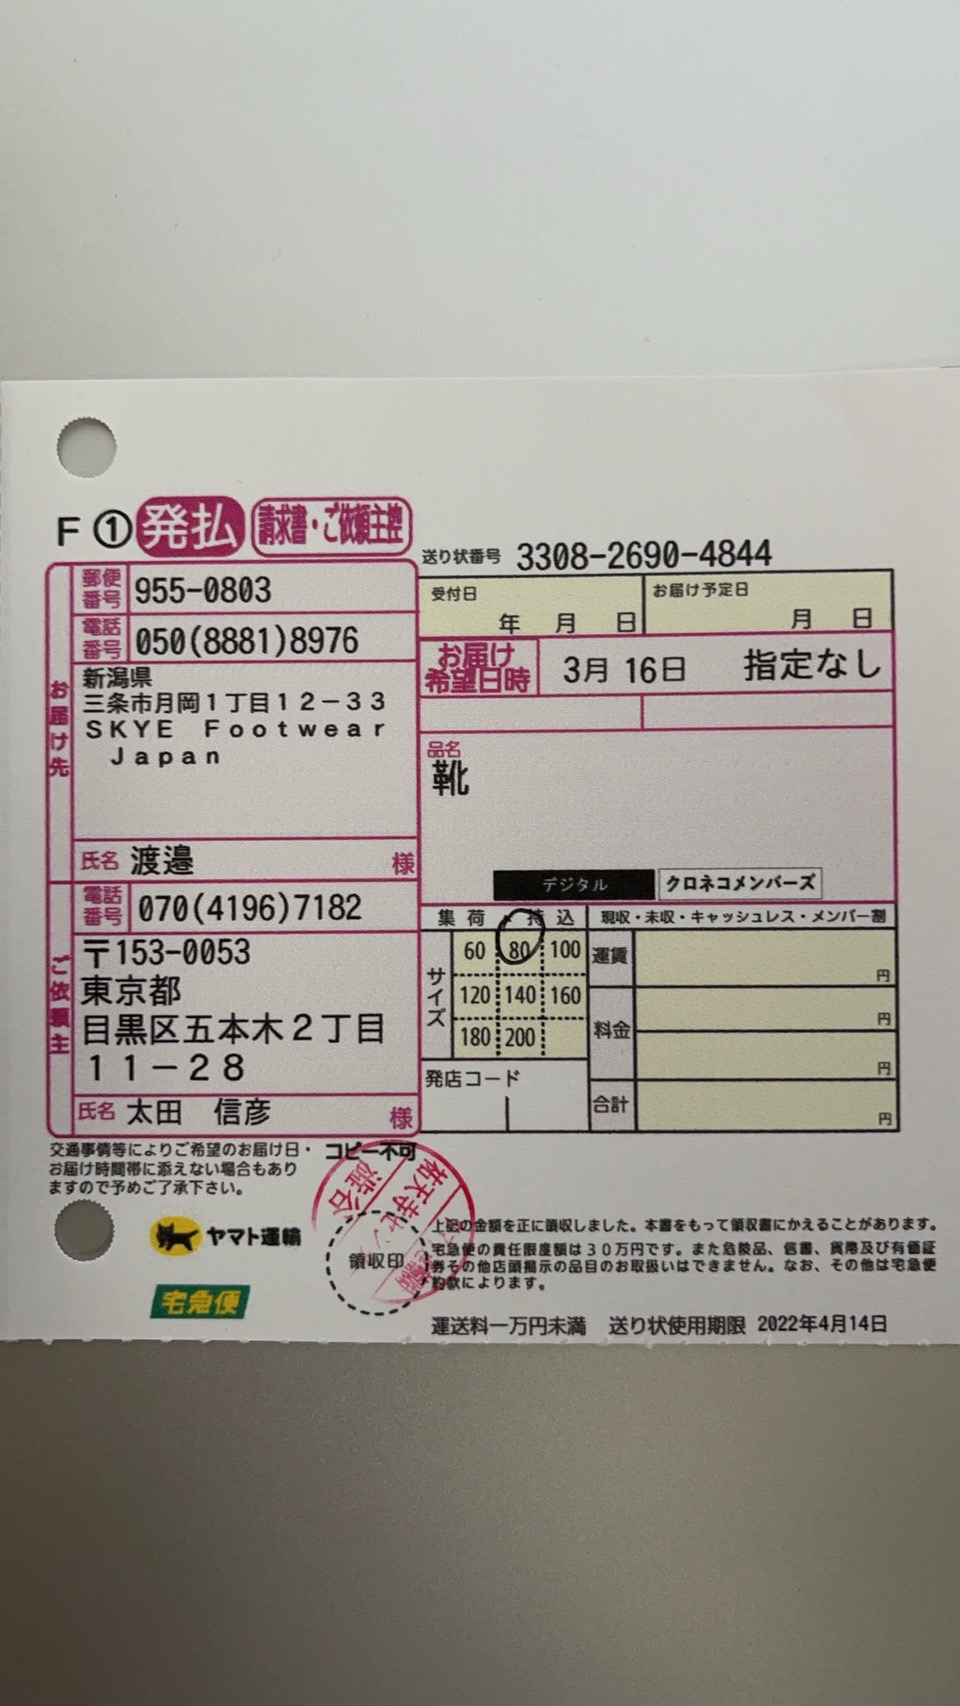 F ① 発払 請求書・ご依頼主控
送り状番号 3308-2690-4844
お届け先
郵便番号 955-0803
電話番号 050(8881)8976
新潟県
三条市月岡1丁目12-33
SKYE Footwear
Japan
氏名 渡邉 様
ご依頼主
電話番号 070(4196)7182
〒153-0053
東京都
目黒区五本木2丁目
11-28
氏名 太田 信彦 様
受付日 年 月 日
お届け予定日 月 日
お届け希望日時 3月 16日 指定なし
品名
靴
デジタル クロネコメンバーズ
集荷・持込
サイズ
60 80 100
120 140 160
180 200
発店コード
現収・未収・キャッシュレス・メンバー割
運賃 円
料金 円
円
合計 円
交通事情等によりご希望のお届け日・
お届け時間帯に添えない場合もあり
ますので予めご了承下さい。
コピー不可
ヤマト運輸
宅急便
領収印
渋谷
祐天寺セン
上記の金額を正に領収しました。本書をもって領収書にかえることがあります。
宅急便の責任限度額は30万円です。また危険品、信書、貨幣及び有価証
券その他店頭掲示の品目のお取扱いはできません。なお、その他は宅急便
約款によります。
運送料一万円未満 送り状使用期限 2022年4月14日